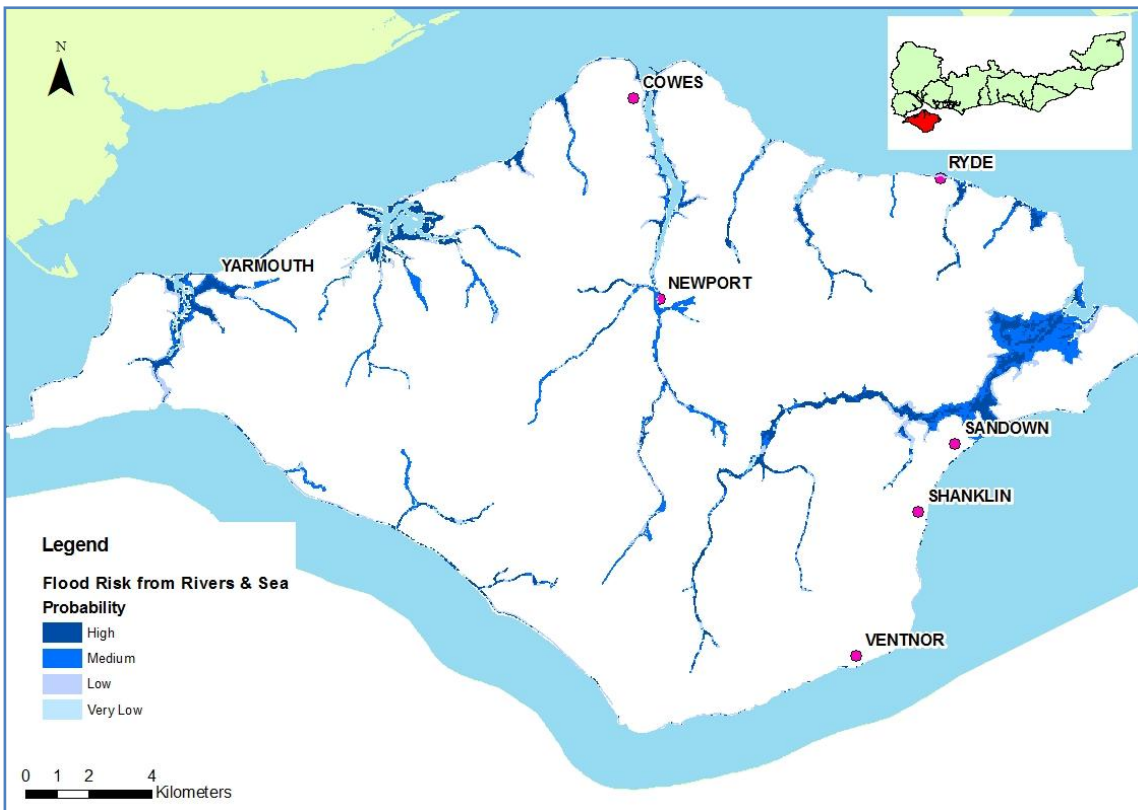 N
COWES
RYDE
YARMOUTH
NEWPORT
SANDOWN
SHANKLIN
VENTNOR
Legend
Flood Risk from Rivers & Sea
Probability
High
Medium
Low
Very Low
0 1 2 4
Kilometers